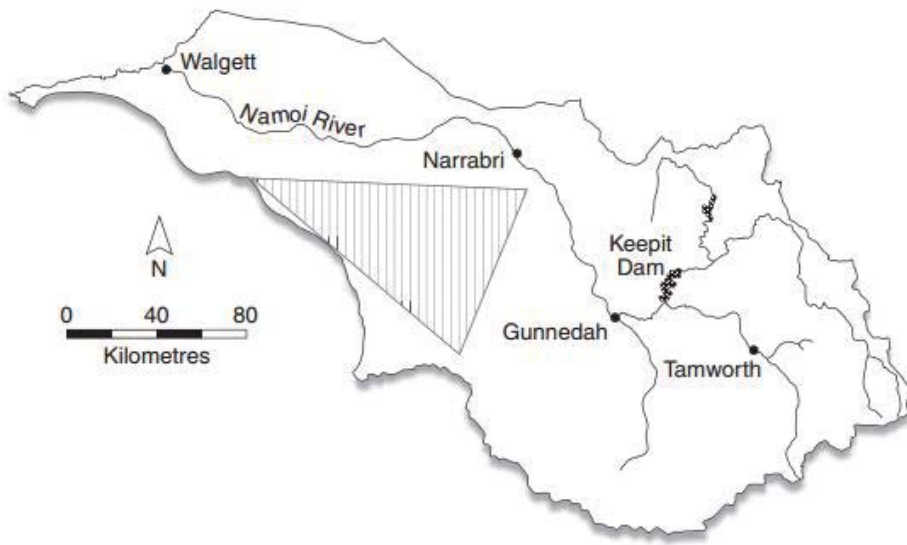 Walgett
Namoi River
Narrabri
Keepit
Dam
N
0 40 80
Kilometres
Gunnedah
Tamworth